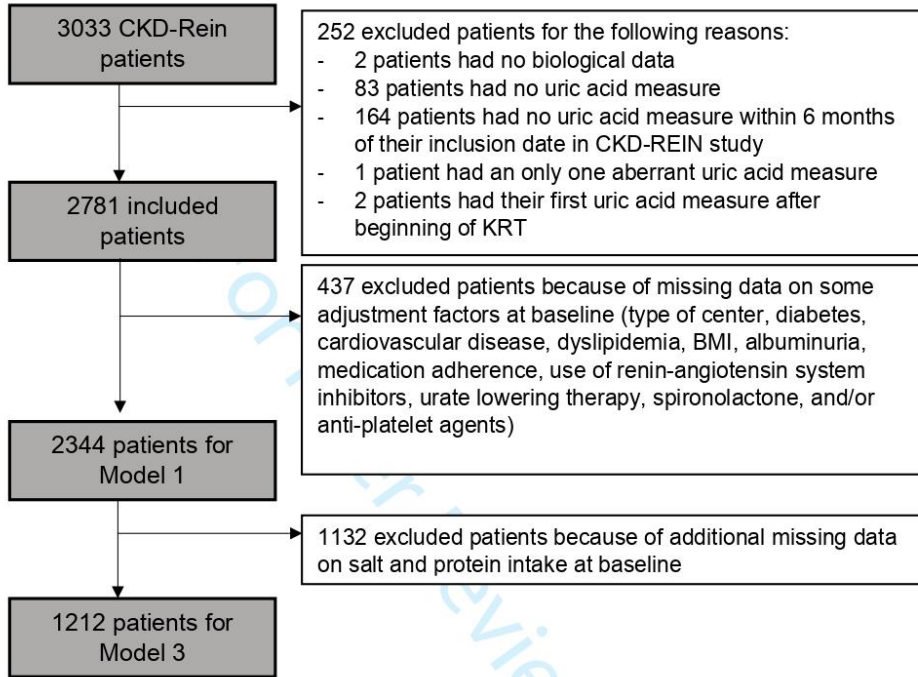 3033 CKD-Rein
patients
252 excluded patients for the following reasons:
- 2 patients had no biological data
- 83 patients had no uric acid measure
- 164 patients had no uric acid measure within 6 months
of their inclusion date in CKD-REIN study
- 1 patient had an only one aberrant uric acid measure
- 2 patients had their first uric acid measure after
beginning of KRT
2781 included
patients
437 excluded patients because of missing data on some
adjustment factors at baseline (type of center, diabetes,
cardiovascular disease, dyslipidemia, BMI, albuminuria,
medication adherence, use of renin-angiotensin system
inhibitors, urate lowering therapy, spironolactone, and/or
anti-platelet agents)
2344 patients for
Model 1
1132 excluded patients because of additional missing data
on salt and protein intake at baseline
1212 patients for
Model 3